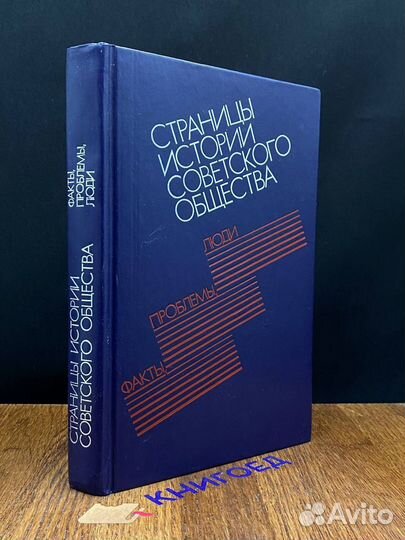 СТРАНИЦЫ
ИСТОРИИ
СОВЕТСКОГО
ОБЩЕСТВА
ФАКТЫ,
ПРОБЛЕМЫ,
ЛЮДИ
ФАКТЫ,
ПРОБЛЕМЫ,
ЛЮДИ
СТРАНИЦЫ ИСТОРИИ
СОВЕТСКОГО ОБЩЕСТВА
КНИГОЕД
Avito